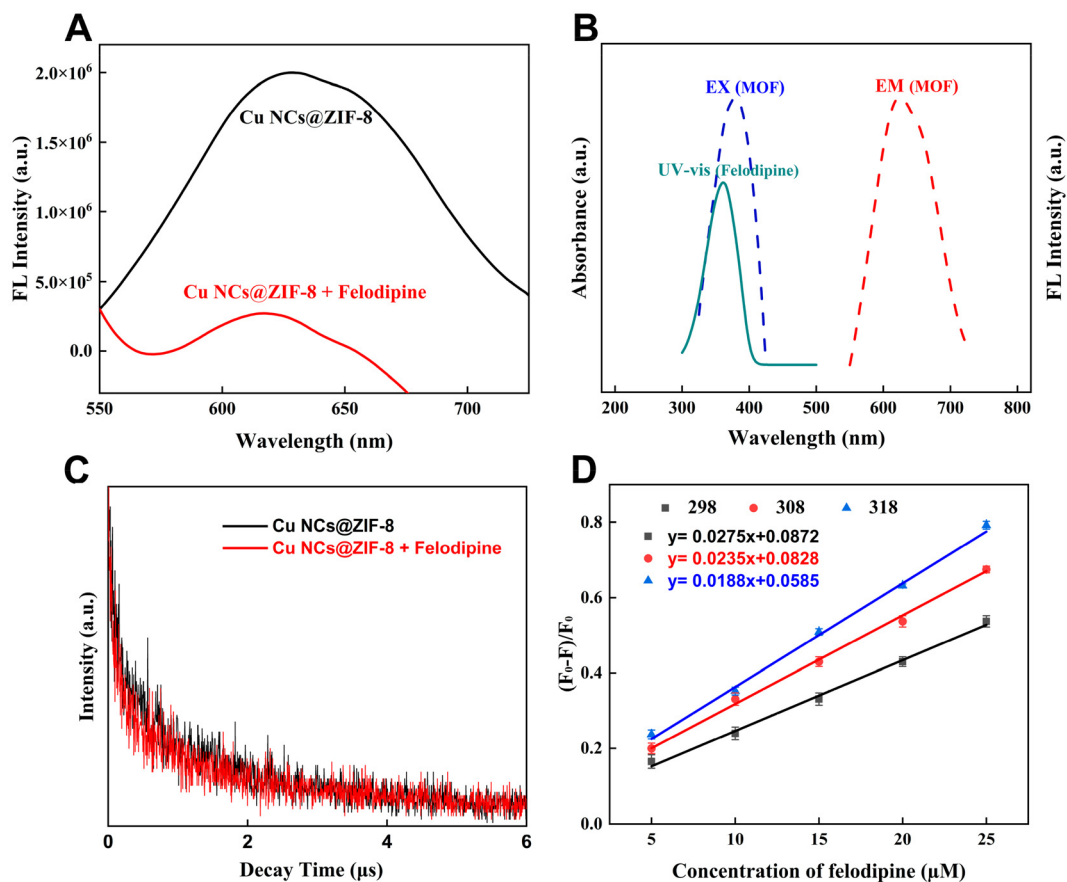 A
FL Intensity (a.u.)
2.0×10⁶
1.5×10⁶
1.0×10⁶
5.0×10⁵
0.0
Cu NCs@ZIF-8
Cu NCs@ZIF-8 + Felodipine
550 600 650 700
Wavelength (nm)
B
Absorbance (a.u.)
EX (MOF)
EM (MOF)
UV-vis (Felodipine)
FL Intensity (a.u.)
200 300 400 500 600 700 800
Wavelength (nm)
C
Intensity (a.u.)
Cu NCs@ZIF-8
Cu NCs@ZIF-8 + Felodipine
0 2 4 6
Decay Time (μs)
D
(F₀-F)/F₀
0.8
0.6
0.4
0.2
0.0
298 308 318
y= 0.0275x+0.0872
y= 0.0235x+0.0828
y= 0.0188x+0.0585
5 10 15 20 25
Concentration of felodipine (μM)